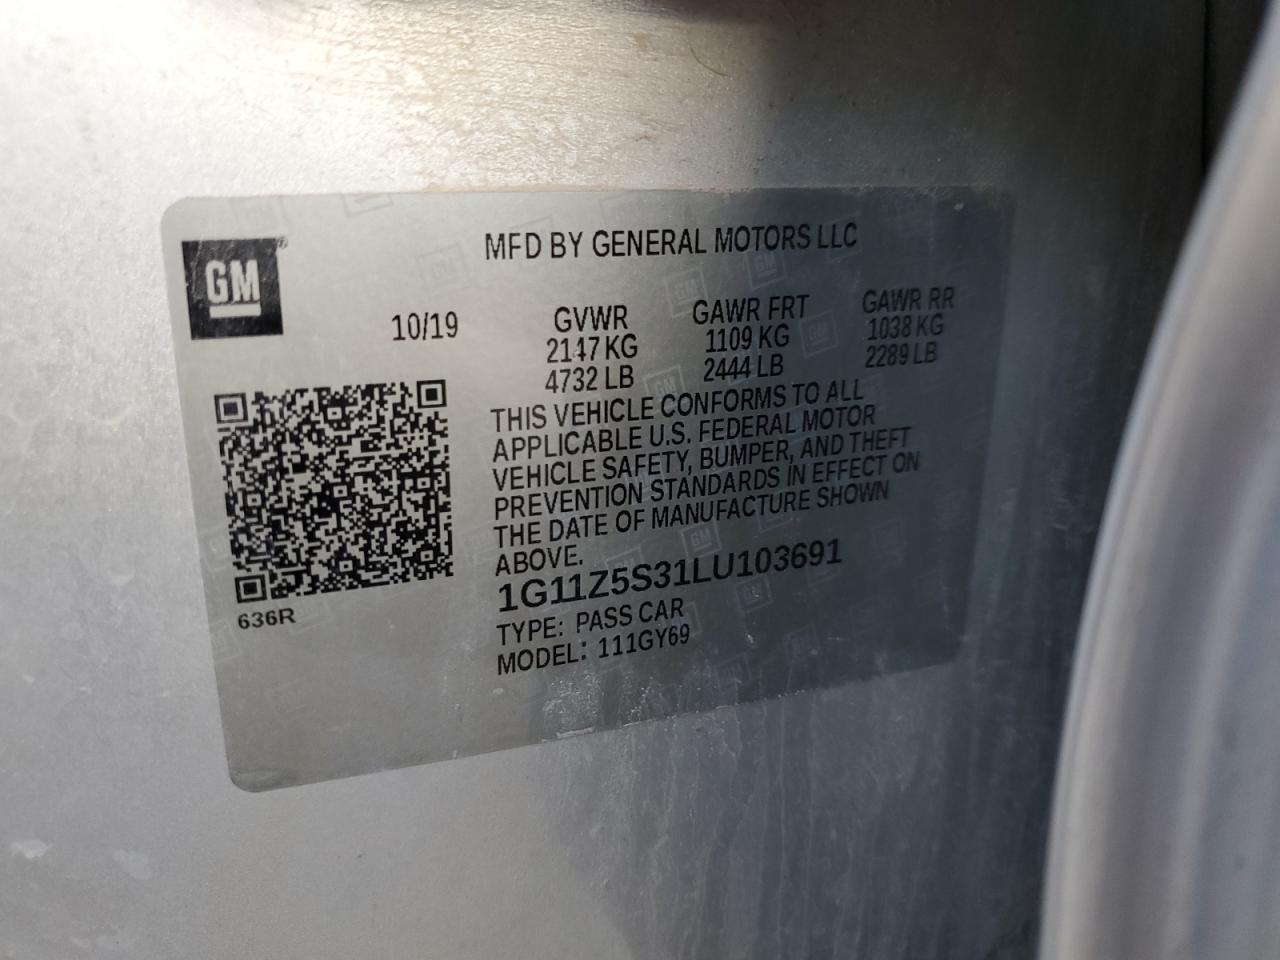 MFD BY GENERAL MOTORS LLC
GM
10/19
GVWR GAWR FRT GAWR RR
2147 KG 1109 KG 1038 KG
4732 LB 2444 LB 2289 LB
THIS VEHICLE CONFORMS TO ALL
APPLICABLE U.S. FEDERAL MOTOR
VEHICLE SAFETY, BUMPER, AND THEFT
PREVENTION STANDARDS IN EFFECT ON
THE DATE OF MANUFACTURE SHOWN
ABOVE.
1G11Z5S31LU103691
TYPE: PASS CAR
MODEL: 111GY69
636R